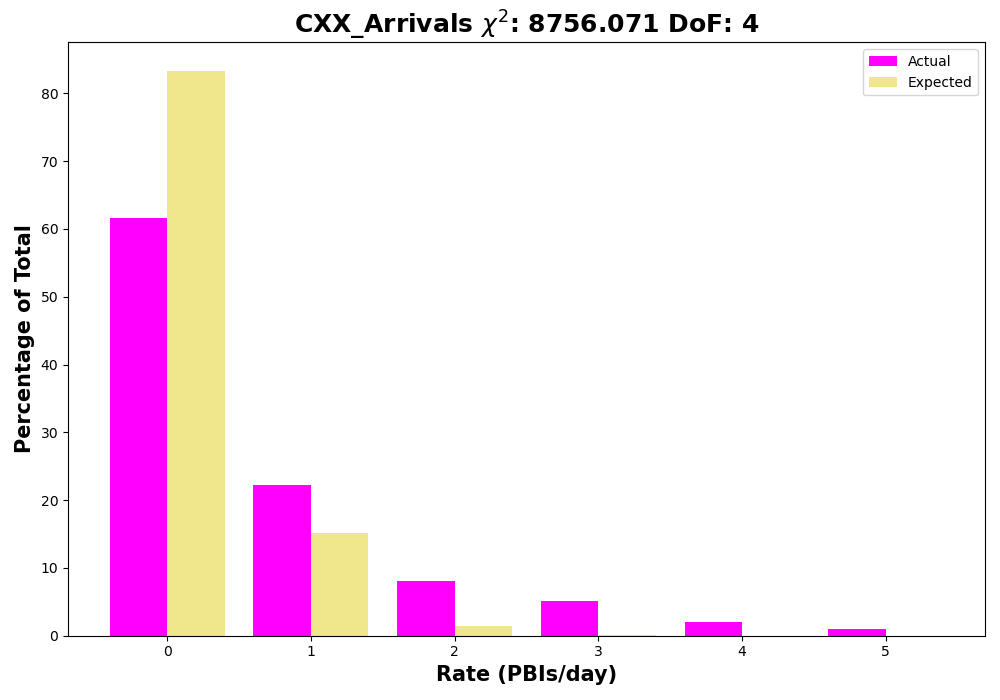 CXX_Arrivals χ²: 8756.071 DoF: 4
Actual
Expected
Percentage of Total
80
70
60
50
40
30
20
10
0
0 1 2 3 4 5
Rate (PBIs/day)